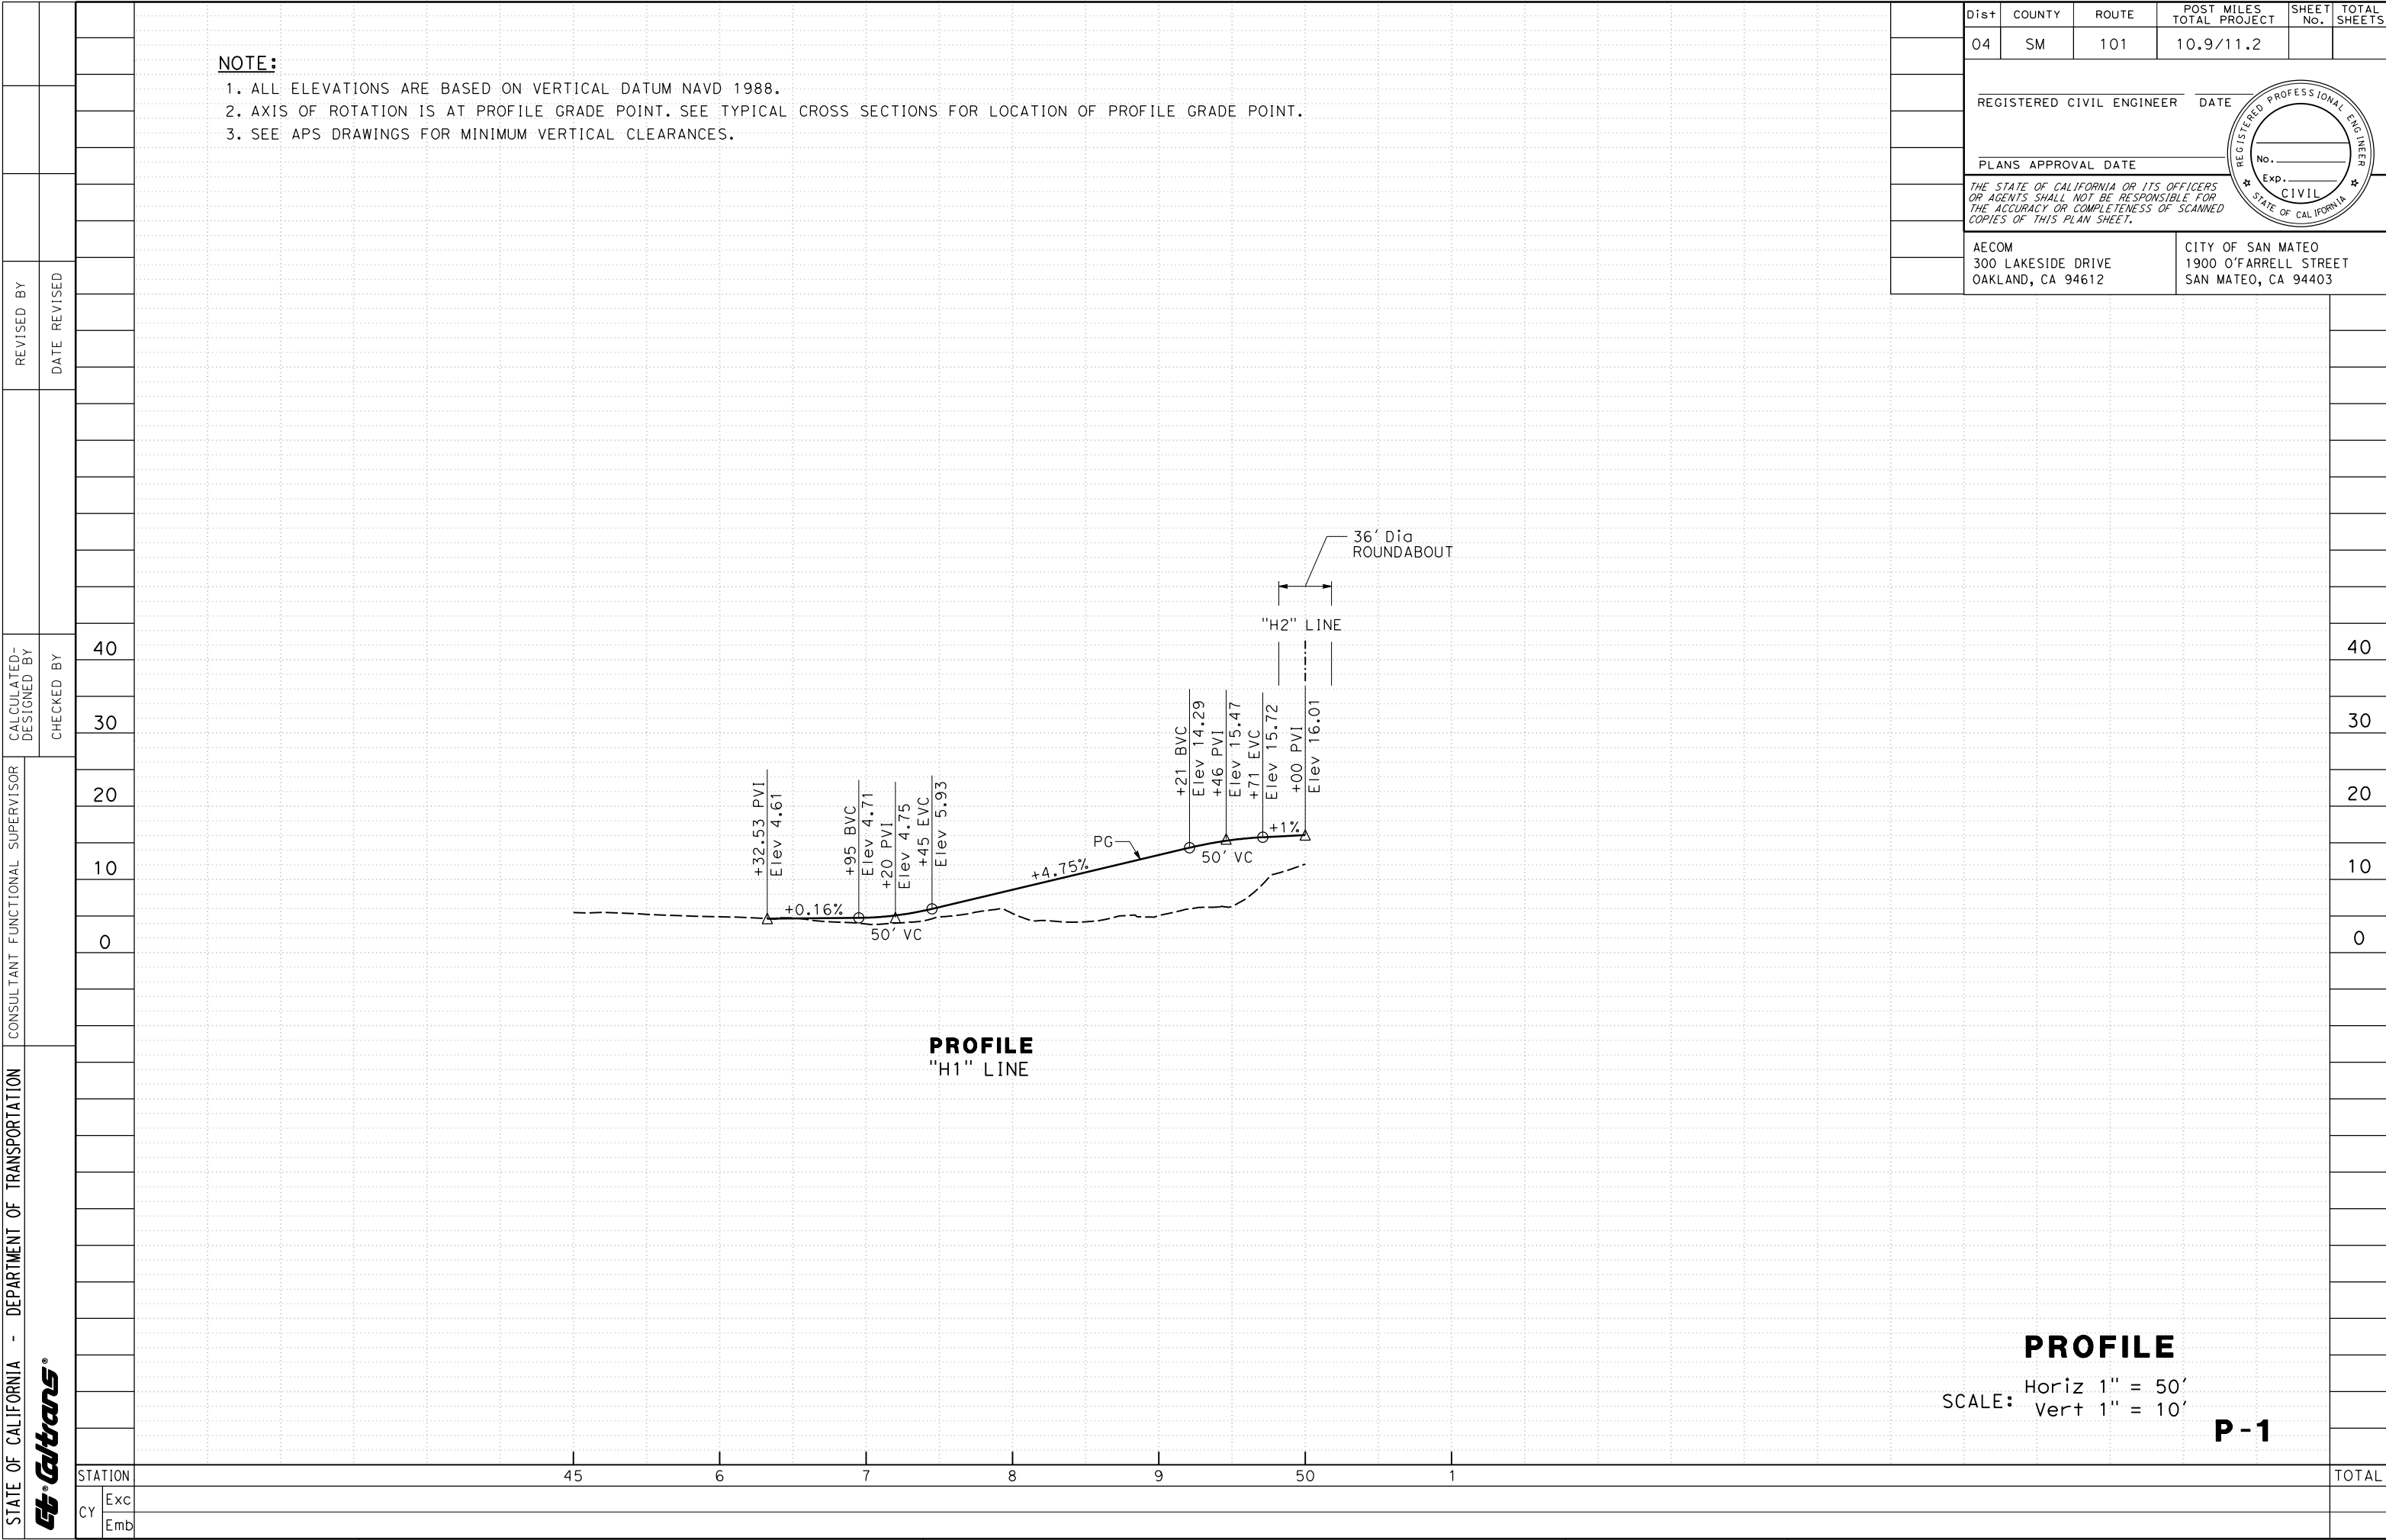 Dist COUNTY ROUTE POST MILES TOTAL PROJECT SHEET No. TOTAL SHEETS
04 SM 101 10.9/11.2
REGISTERED CIVIL ENGINEER DATE
PLANS APPROVAL DATE
REGISTERED PROFESSIONAL ENGINEER
No.
Exp.
CIVIL
STATE OF CALIFORNIA
THE STATE OF CALIFORNIA OR ITS OFFICERS
OR AGENTS SHALL NOT BE RESPONSIBLE FOR
THE ACCURACY OR COMPLETENESS OF SCANNED
COPIES OF THIS PLAN SHEET.
AECOM
300 LAKESIDE DRIVE
OAKLAND, CA 94612
CITY OF SAN MATEO
1900 O'FARRELL STREET
SAN MATEO, CA 94403
NOTE:
1. ALL ELEVATIONS ARE BASED ON VERTICAL DATUM NAVD 1988.
2. AXIS OF ROTATION IS AT PROFILE GRADE POINT. SEE TYPICAL CROSS SECTIONS FOR LOCATION OF PROFILE GRADE POINT.
3. SEE APS DRAWINGS FOR MINIMUM VERTICAL CLEARANCES.
REVISED BY
DATE REVISED
CALCULATED-
DESIGNED BY
CHECKED BY
CONSULTANT FUNCTIONAL SUPERVISOR
STATE OF CALIFORNIA - DEPARTMENT OF TRANSPORTATION
Ct® Caltrans®
36' Dia
ROUNDABOUT
"H2" LINE
40
30
20
10
0
40
30
20
10
0
+32.53 PVI
Elev 4.61
+95 BVC
Elev 4.71
+20 PVI
Elev 4.75
+45 EVC
Elev 5.93
+21 BVC
Elev 14.29
+46 PVI
Elev 15.47
+71 EVC
Elev 15.72
+00 PVI
Elev 16.01
+0.16%
50' VC
+4.75%
PG
50' VC
+1%
PROFILE
"H1" LINE
PROFILE
SCALE: Horiz 1" = 50'
Vert 1" = 10'
P-1
STATION 45 6 7 8 9 50 1 TOTAL
CY
Exc
Emb